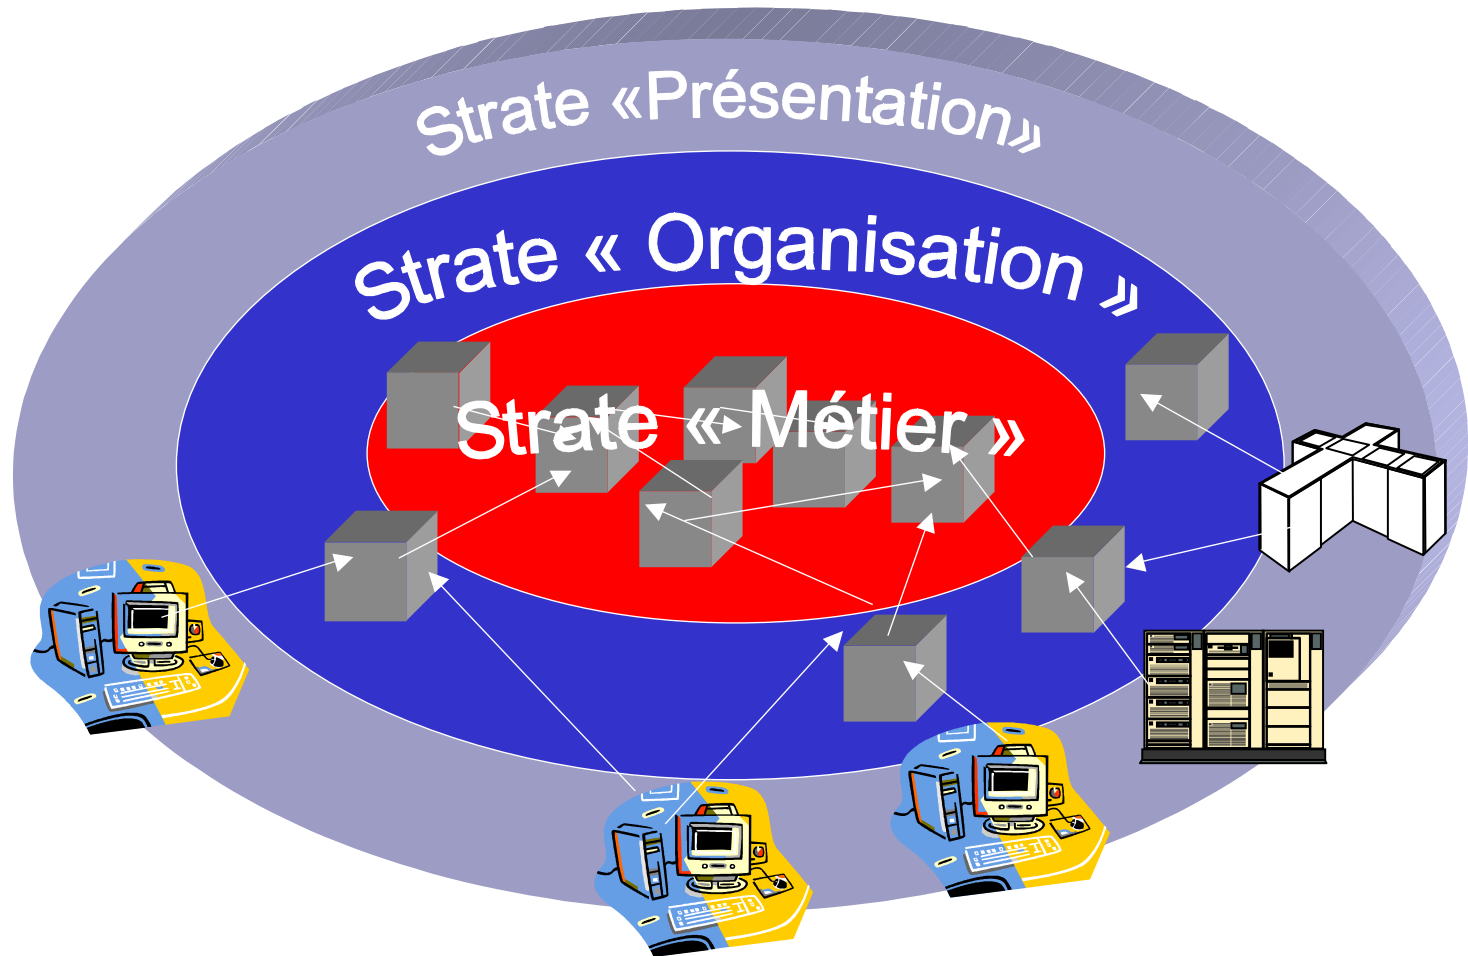 Strate «Présentation»
Strate « Organisation »
Strate « Métier »